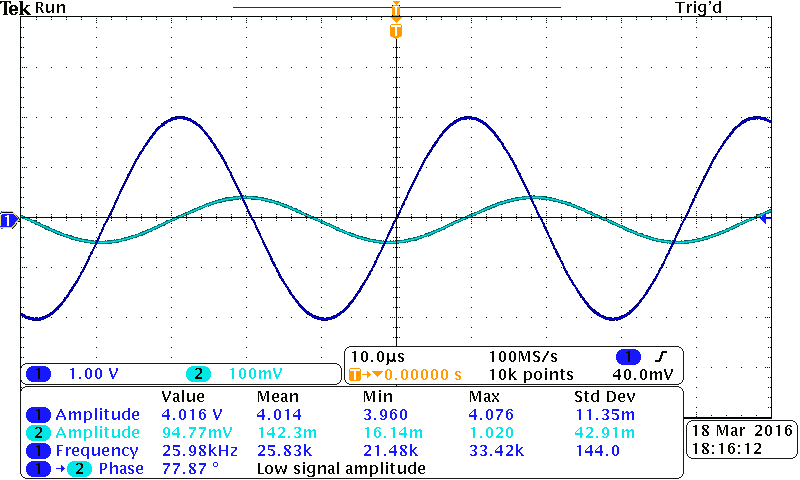 Tek Run Trig'd
T
T
1
1 1.00 V 2 100mV
10.0µs 100MS/s 1
T→▼0.00000 s 10k points 40.0mV
Value Mean Min Max Std Dev
1 Amplitude 4.016 V 4.014 3.960 4.076 11.35m
2 Amplitude 94.77mV 142.3m 16.14m 1.020 42.91m
1 Frequency 25.98kHz 25.83k 21.48k 33.42k 144.0
1 → 2 Phase 77.87 ° Low signal amplitude
18 Mar 2016
18:16:12